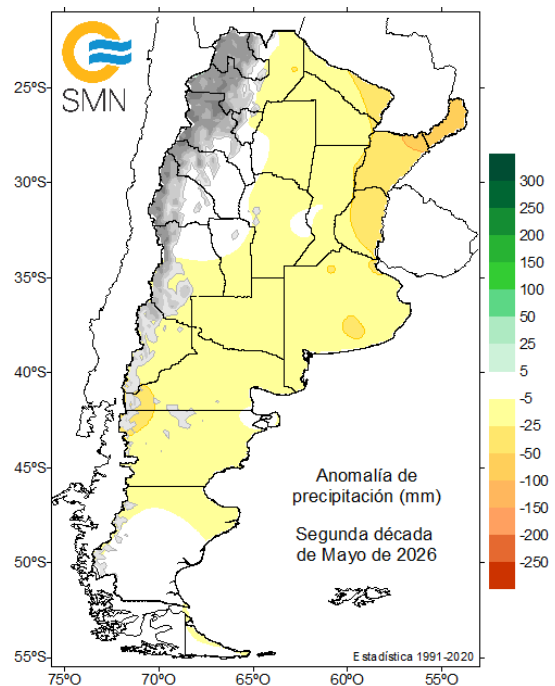 SMN
25°S
30°S
35°S
40°S
45°S
50°S
55°S
75°O
70°O
65°O
60°O
55°O
300
250
200
150
100
50
25
5
-5
-25
-50
-100
-150
-200
-250
Anomalía de
precipitación (mm)
Segunda década
de Mayo de 2026
Estadística 1991-2020